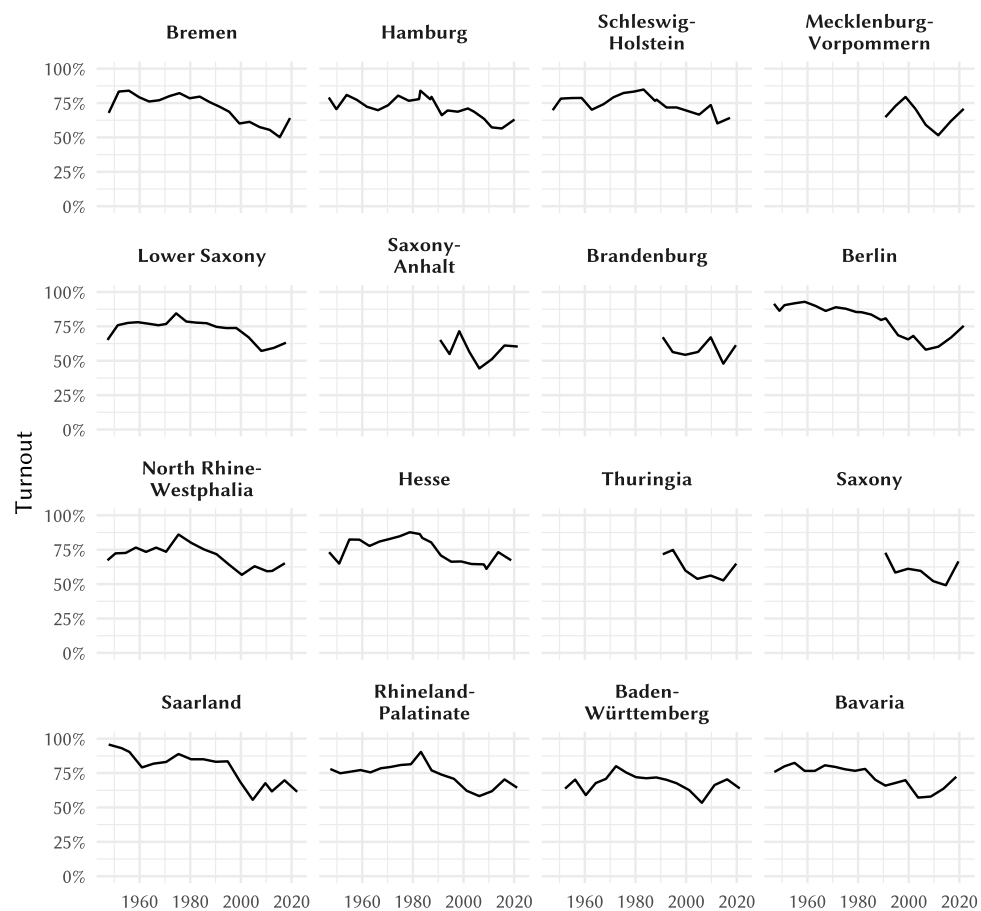 Bremen
Hamburg
Schleswig-
Holstein
Mecklenburg-
Vorpommern
100%
75%
50%
25%
0%
Lower Saxony
Saxony-
Anhalt
Brandenburg
Berlin
100%
75%
50%
25%
0%
Turnout
North Rhine-
Westphalia
Hesse
Thuringia
Saxony
100%
75%
50%
25%
0%
Saarland
Rhineland-
Palatinate
Baden-
Württemberg
Bavaria
100%
75%
50%
25%
0%
1960 1980 2000 2020 1960 1980 2000 2020 1960 1980 2000 2020 1960 1980 2000 2020